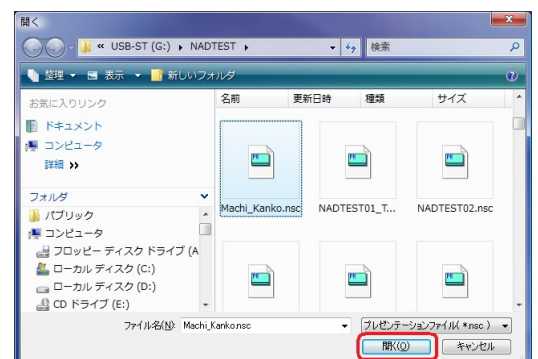 開く
« USB-ST (G:) ▸ NADTEST ▸
検索
整理 ▼ 表示 ▼ 新しいフォルダ
お気に入りリンク
名前 更新日時 種類 サイズ
ドキュメント
コンピュータ
詳細 »
フォルダ
Machi_Kanko.nsc NADTEST01_T... NADTEST02.nsc
パブリック
コンピュータ
フロッピー ディスク ドライブ (A
ローカル ディスク (C:)
ローカル ディスク (D:)
CD ドライブ (E:)
ファイル名(N): Machi_Kanko.nsc
プレゼンテーションファイル( *nsc )
開く(O) キャンセル